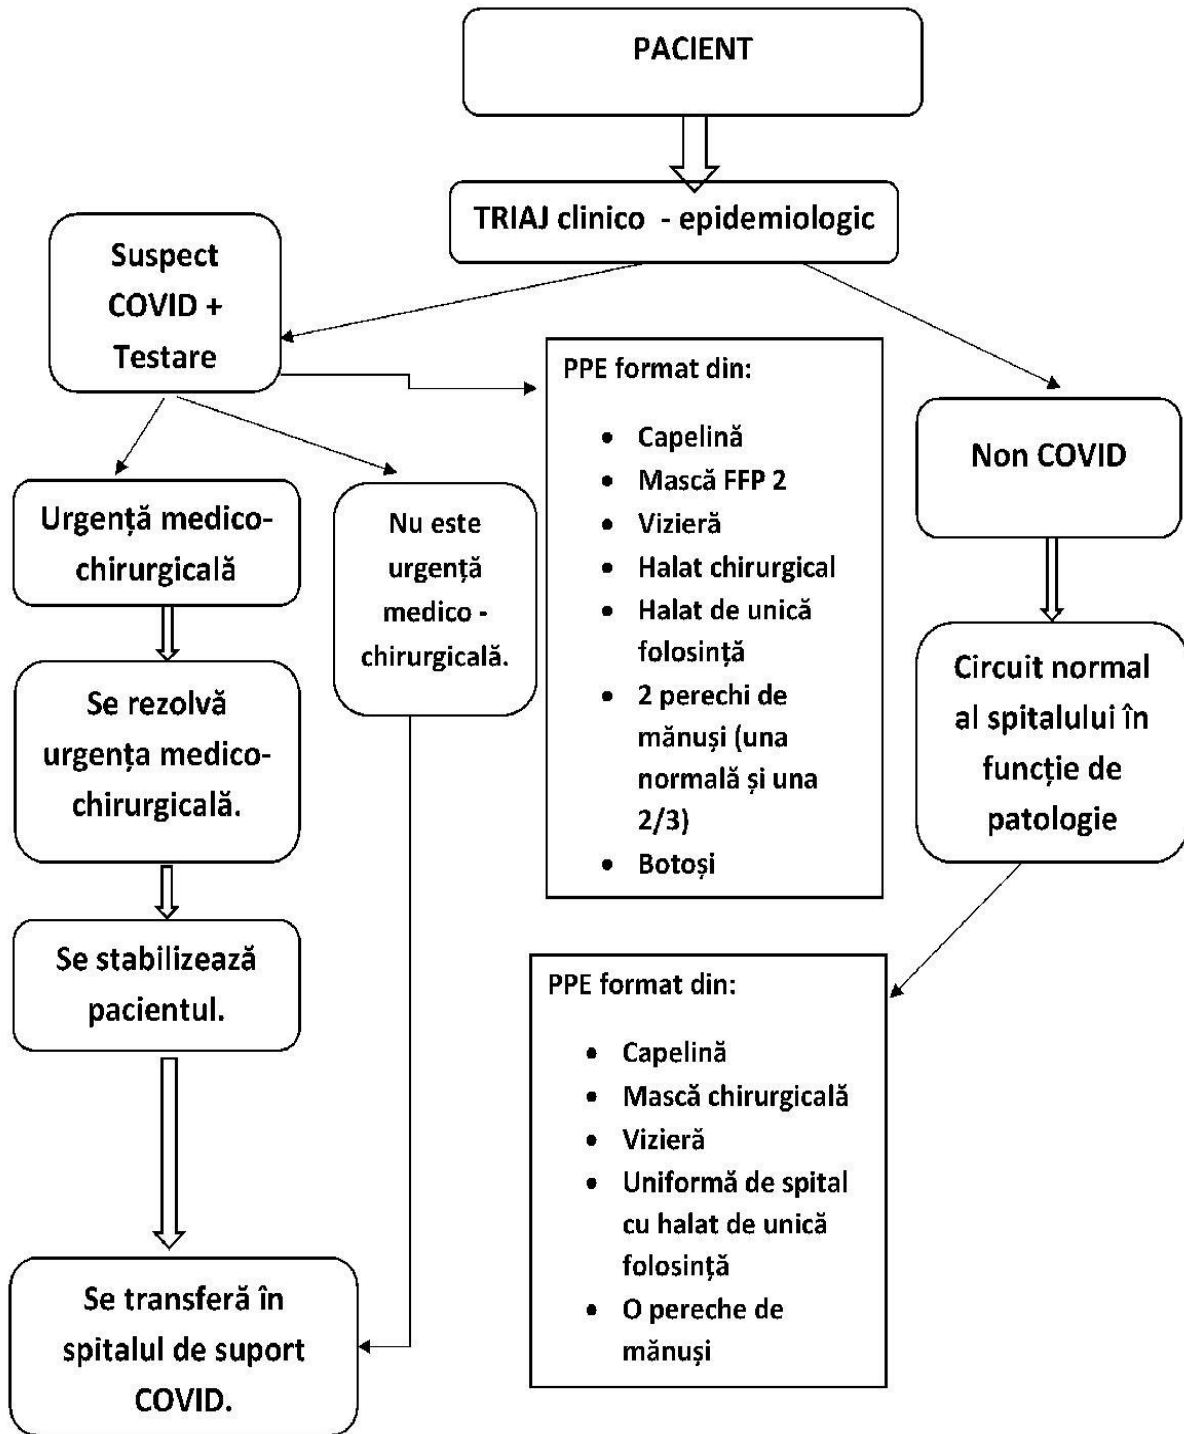 PACIENT
TRIAJ clinico - epidemiologic
Suspect
COVID +
Testare
Urgență medico-
chirurgicală
Nu este
urgență
medico -
chirurgicală.
Se rezolvă
urgența medico-
chirurgicală.
Se stabilizează
pacientul.
Se transferă în
spitalul de suport
COVID.
PPE format din:
• Capelină
• Mască FFP 2
• Vizieră
• Halat chirurgical
• Halat de unică
folosință
• 2 perechi de
mănuși (una
normală și una
2/3)
• Botoși
Non COVID
Circuit normal
al spitalului în
funcție de
patologie
PPE format din:
• Capelină
• Mască chirurgicală
• Vizieră
• Uniformă de spital
cu halat de unică
folosință
• O pereche de
mănuși